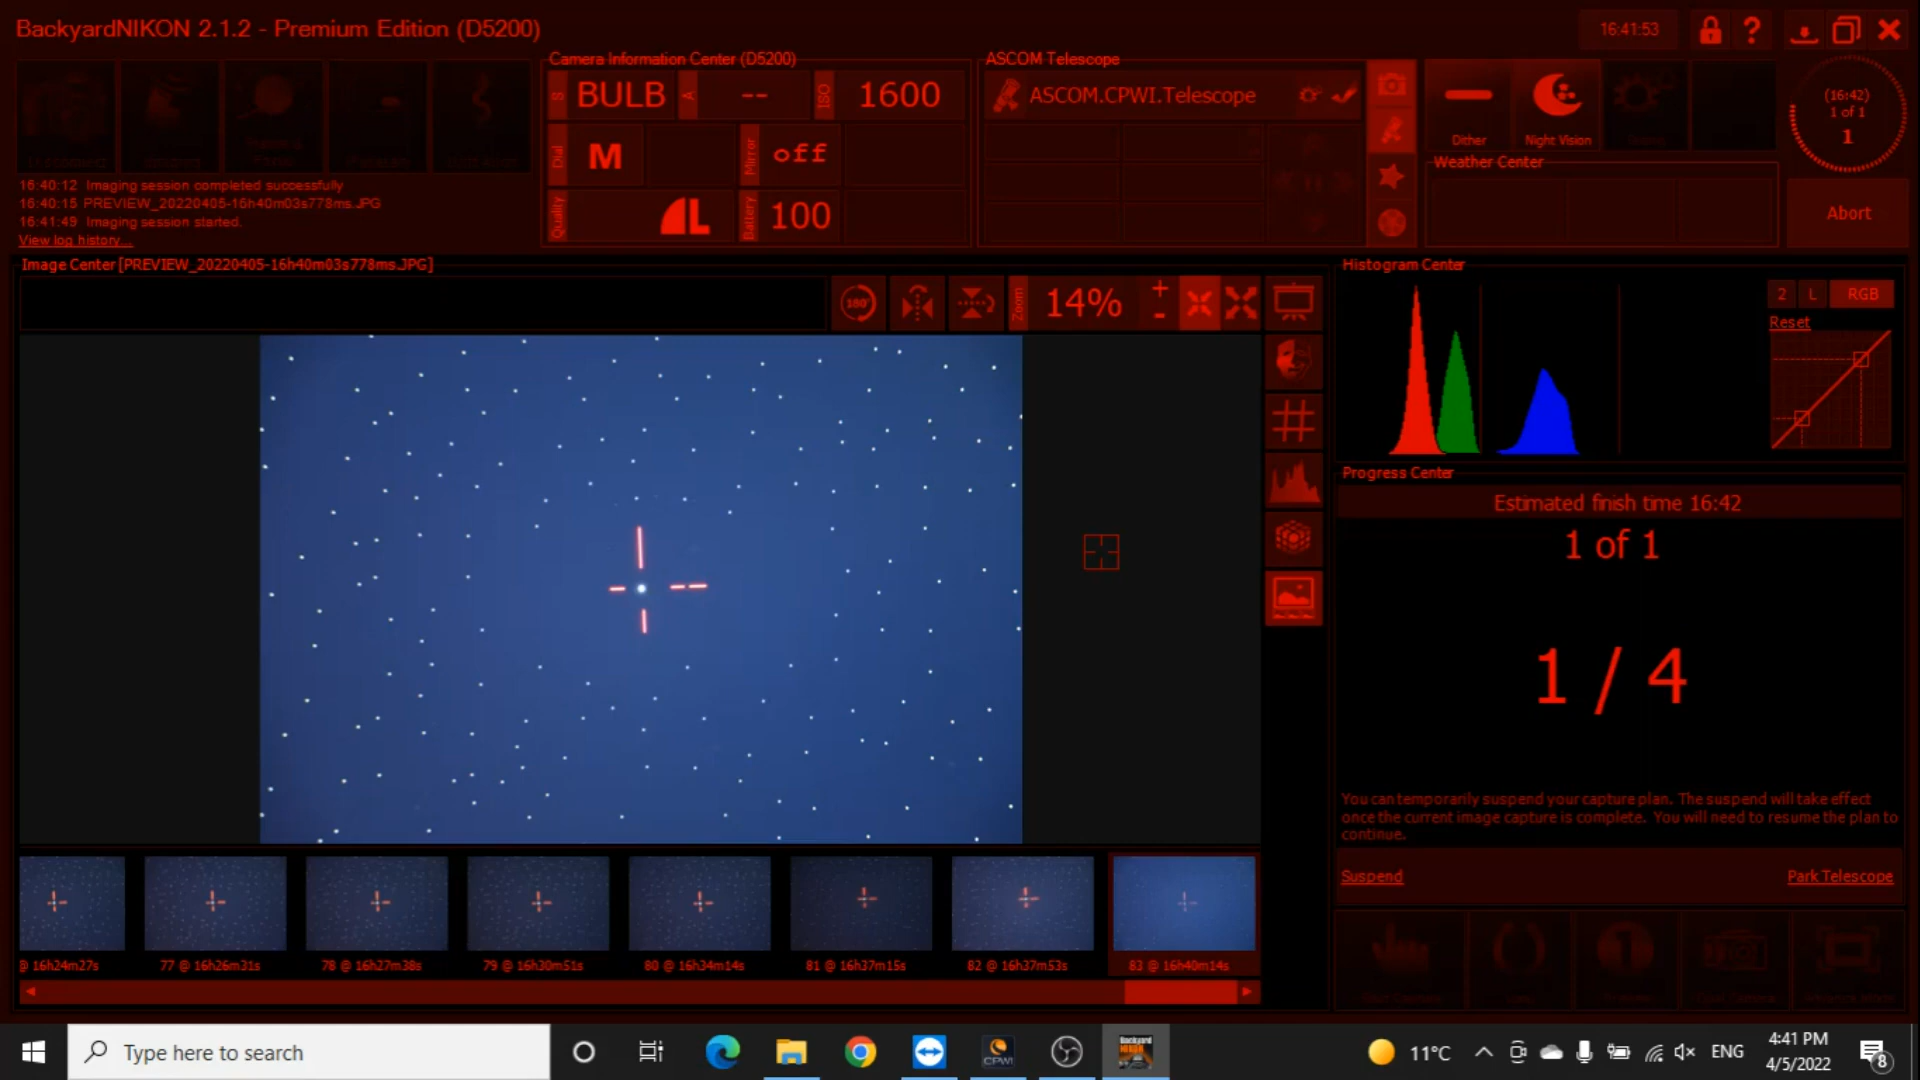 BackyardNIKON 2.1.2 - Premium Edition (D5200)
16:41:53
?
Camera Information Center (D5200)
S BULB A -- ISO 1600
Dial M Mirror off
Quality L Battery 100
ASCOM Telescope
ASCOM.CPWI.Telescope
Dither
Night Vision
Weather Center
(16:42)
1 of 1
1
Abort
16:40:12 Imaging session completed successfully
16:40:15 PREVIEW_20220405-16h40m03s778ms.JPG
16:41:49 Imaging session started.
View log history...
Image Center [PREVIEW_20220405-16h40m03s778ms.JPG]
180°
Zoom 14% + -
Histogram Center
2 L RGB
Reset
Progress Center
Estimated finish time 16:42
1 of 1
1 / 4
You can temporarily suspend your capture plan. The suspend will take effect
once the current image capture is complete. You will need to resume the plan to
continue.
Suspend
Park Telescope
@ 16h24m27s
77 @ 16h26m31s
78 @ 16h27m38s
79 @ 16h30m51s
80 @ 16h34m14s
81 @ 16h37m15s
82 @ 16h37m53s
83 @ 16h40m14s
Type here to search
CPWI
Backyard
NIKON
11°C
ENG
4:41 PM
4/5/2022
8